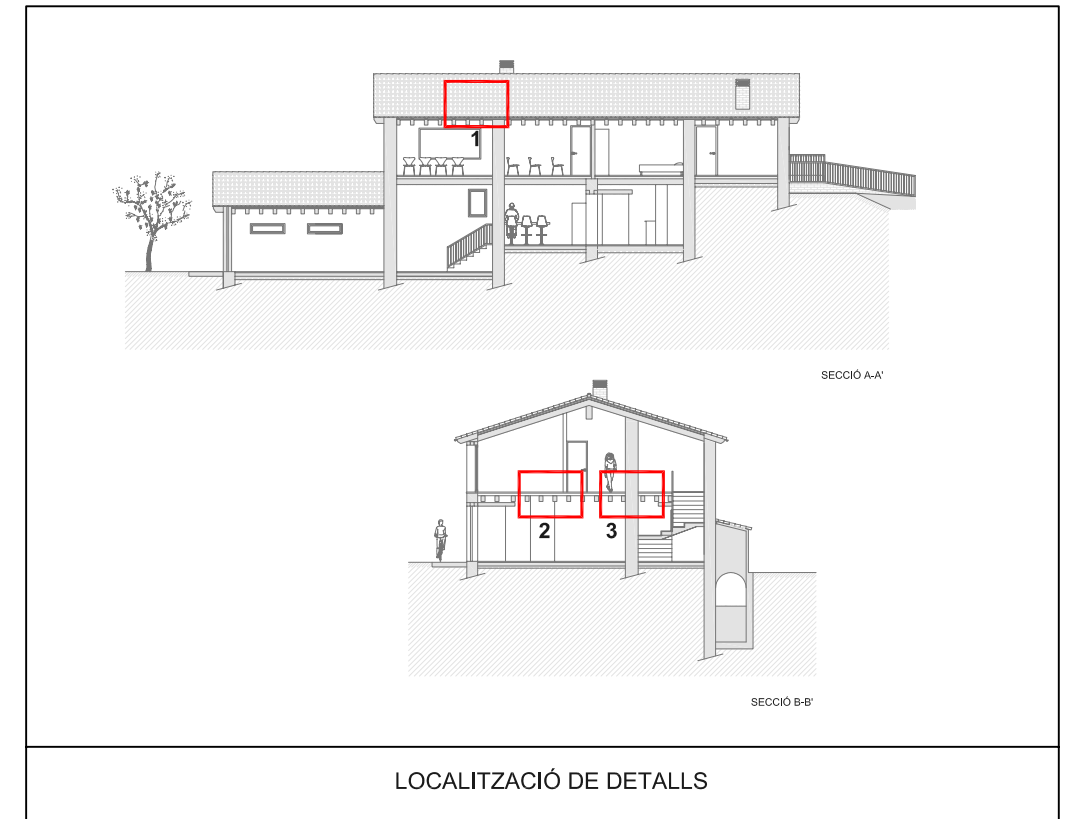 1
SECCIÓ A-A'
2
3
SECCIÓ B-B'
LOCALITZACIÓ DE DETALLS